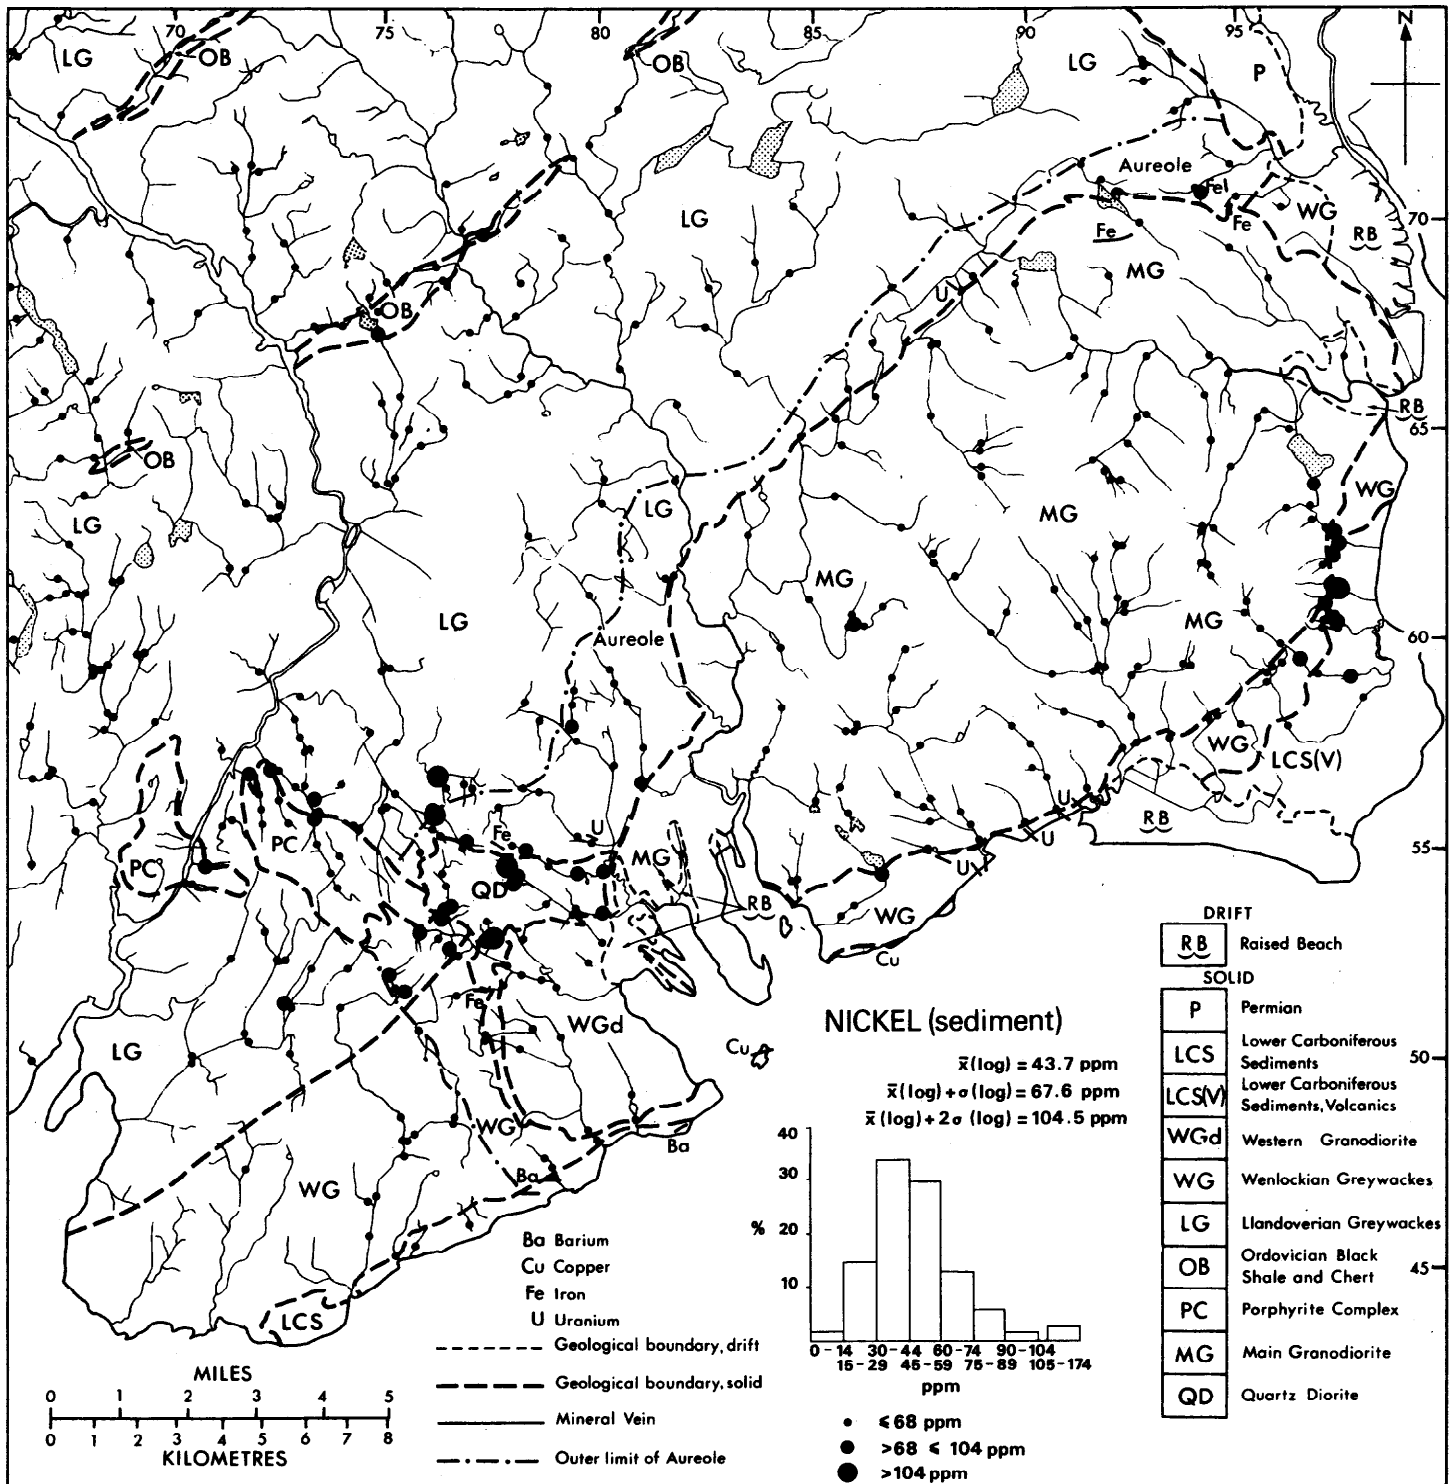 70 75 80 85 90 95
N
LG OB OB LG P
Aureole
LG Fe WG 70
Fe Fe RB
MG
U
OB
RB
65
OB
LG WG
LG MG
MG
LG MG
Aureole 60
WG LCS(V)
U
Fe U U RB
PC MG
PC U 55
QD
RB
WG
Cu
Fe
WGd
LG Cu 50
WG
Ba
Ba
WG
45
LCS
NICKEL (sediment)
x̄(log) = 43.7 ppm
x̄(log)+σ(log) = 67.6 ppm
x̄(log)+2σ(log) = 104.5 ppm
40
30
% 20
10
0-14 30-44 60-74 90-104
15-29 45-59 75-89 105-174
ppm
≤68 ppm
>68 ≤ 104 ppm
>104 ppm
Ba Barium
Cu Copper
Fe Iron
U Uranium
Geological boundary, drift
Geological boundary, solid
Mineral Vein
Outer limit of Aureole
MILES
0 1 2 3 4 5
0 1 2 3 4 5 6 7 8
KILOMETRES
DRIFT
RB Raised Beach
SOLID
P Permian
LCS Lower Carboniferous
Sediments
LCS(V) Lower Carboniferous
Sediments, Volcanics
WGd Western Granodiorite
WG Wenlockian Greywackes
LG Llandoverian Greywackes
OB Ordovician Black
Shale and Chert
PC Porphyrite Complex
MG Main Granodiorite
QD Quartz Diorite